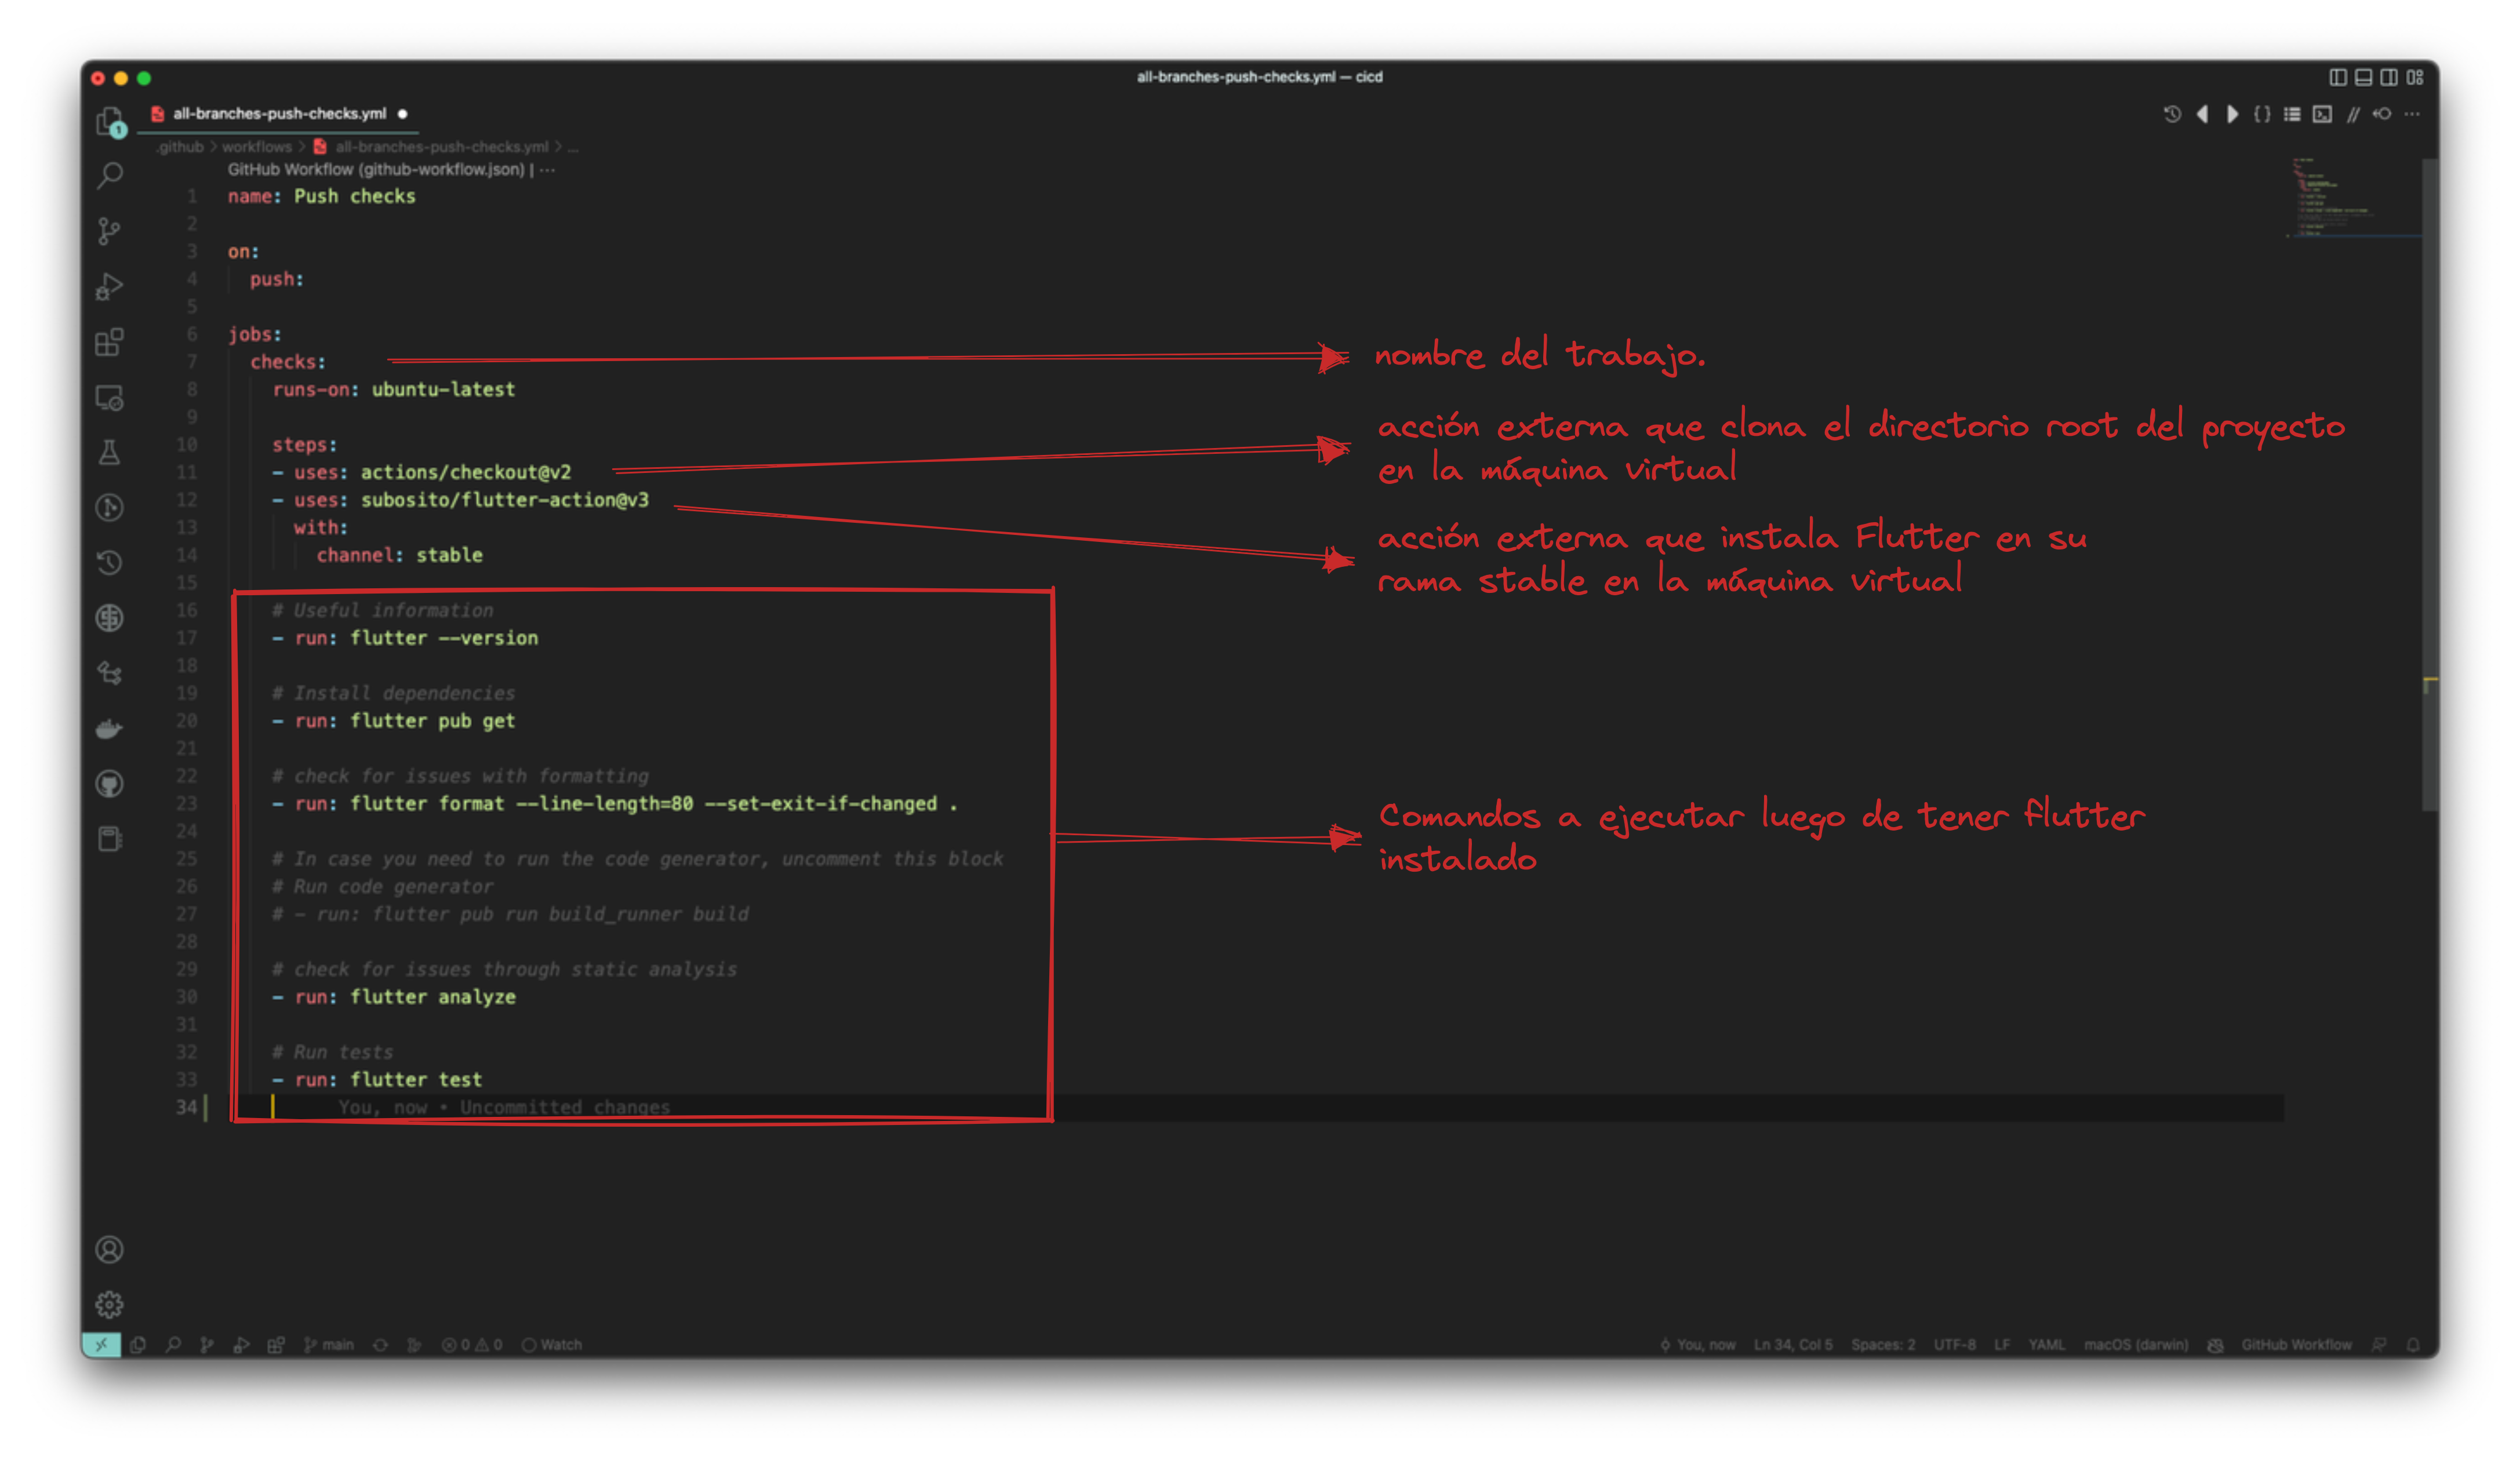 all-branches-push-checks.yml — cicd
all-branches-push-checks.yml
.github > workflows > all-branches-push-checks.yml > ...
GitHub Workflow (github-workflow.json) | ···
1 name: Push checks
2
3 on:
4 push:
5
6 jobs:
7 checks:
nombre del trabajo.
8 runs-on: ubuntu-latest
9
10 steps:
11 - uses: actions/checkout@v2
acción externa que clona el directorio root del proyecto
en la máquina virtual
12 - uses: subosito/flutter-action@v3
13 with:
14 channel: stable
acción externa que instala Flutter en su
rama stable en la máquina virtual
15
16 # Useful information
17 - run: flutter --version
18
19 # Install dependencies
20 - run: flutter pub get
21
22 # check for issues with formatting
23 - run: flutter format --line-length=80 --set-exit-if-changed .
24
Comandos a ejecutar luego de tener flutter
instalado
25 # In case you need to run the code generator, uncomment this block
26 # Run code generator
27 # - run: flutter pub run build_runner build
28
29 # check for issues through static analysis
30 - run: flutter analyze
31
32 # Run tests
33 - run: flutter test
34 You, now • Uncommitted changes
1
main 0 0 Watch You, now Ln 34, Col 5 Spaces: 2 UTF-8 LF YAML macOS (darwin) GitHub Workflow